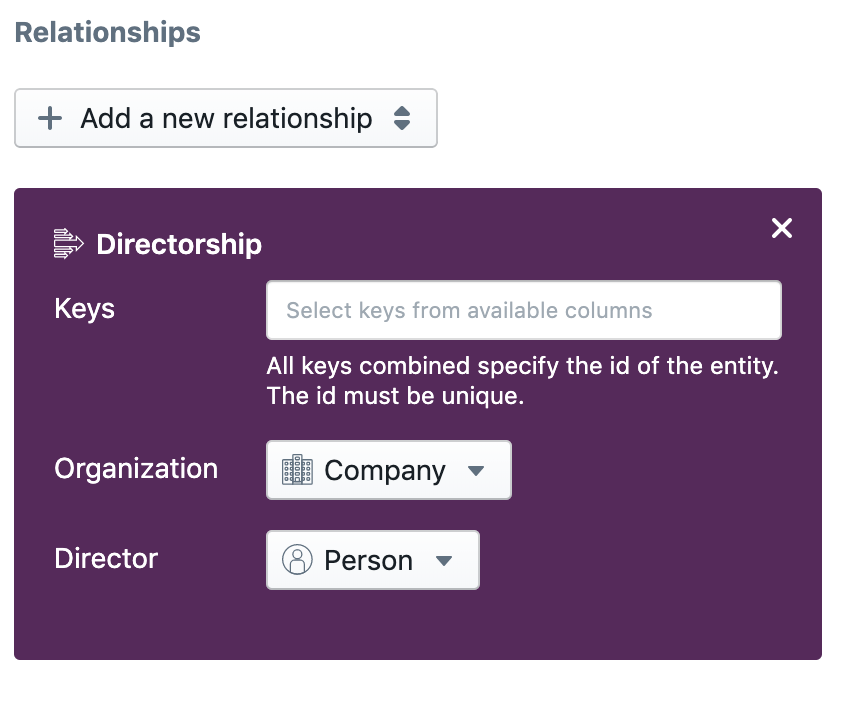 Relationships
Add a new relationship
Directorship
Keys
Select keys from available columns
All keys combined specify the id of the entity.
The id must be unique.
Organization
Company
Director
Person